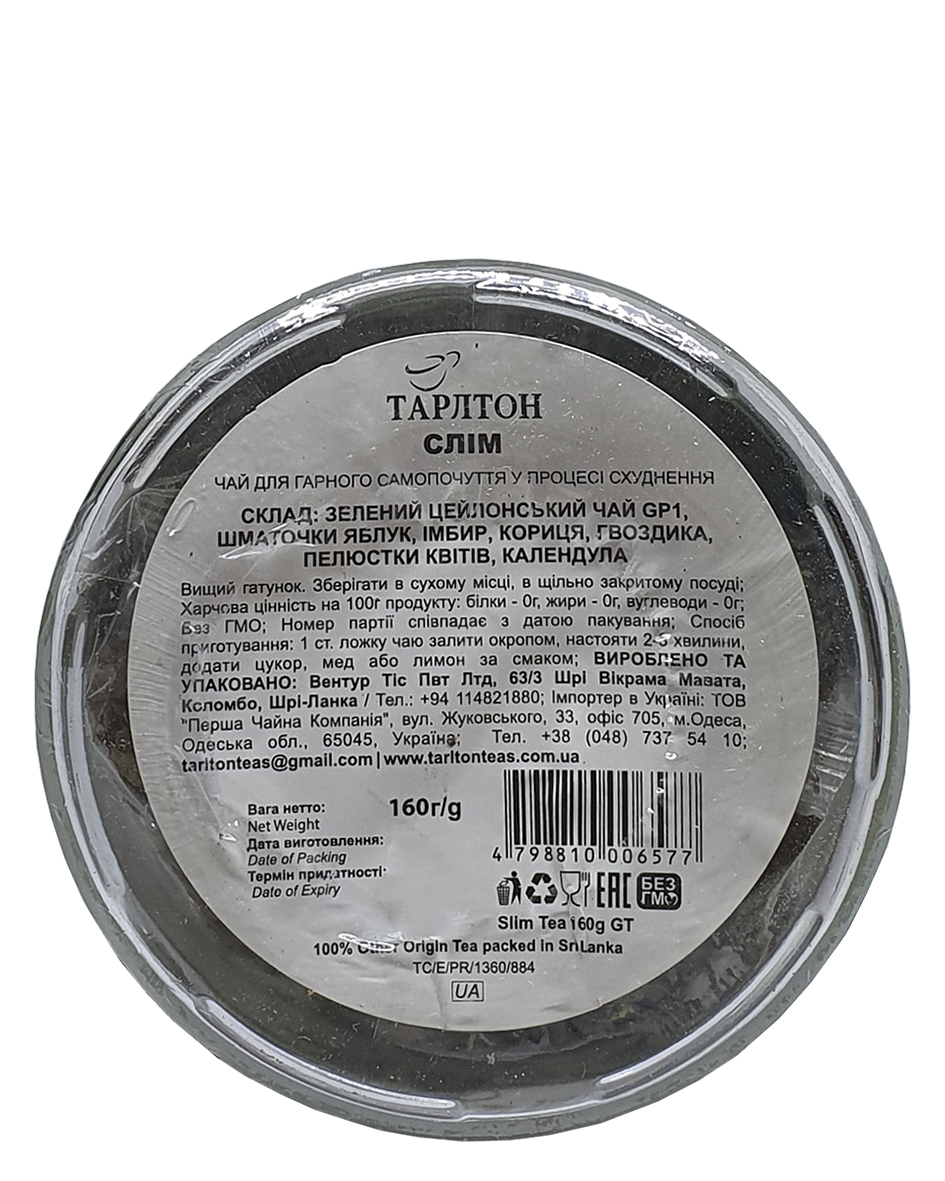 ТАРЛТОН
СЛІМ
ЧАЙ ДЛЯ ГАРНОГО САМОПОЧУТТЯ У ПРОЦЕСІ СХУДНЕННЯ
СКЛАД: ЗЕЛЕНИЙ ЦЕЙЛОНСЬКИЙ ЧАЙ GP1,
ШМАТОЧКИ ЯБЛУК, ІМБИР, КОРИЦЯ, ГВОЗДИКА,
ПЕЛЮСТКИ КВІТІВ, КАЛЕНДУЛА
Вищий гатунок. Зберігати в сухому місці, в щільно закритому посуді;
Харчова цінність на 100г продукту: білки - 0г, жири - 0г, вуглеводи - 0г;
Без ГМО; Номер партії співпадає з датою пакування; Спосіб
приготування: 1 ст. ложку чаю залити окропом, настояти 2-3 хвилини,
додати цукор, мед або лимон за смаком; ВИРОБЛЕНО ТА
УПАКОВАНО: Вентур Тіс Пвт Лтд, 63/3 Шрі Вікрама Мавата,
Коломбо, Шрі-Ланка / Тел.: +94 114821880; Імпортер в Україні: ТОВ
"Перша Чайна Компанія", вул. Жуковського, 33, офіс 705, м.Одеса,
Одеська обл., 65045, Україна; Тел. +38 (048) 737 54 10;
tarltonteas@gmail.com | www.tarltonteas.com.ua
Вага нетто: 160г/g
Net Weight
Дата виготовлення:
Date of Packing
Термін придатності:
Date of Expiry
4 798810 006577
EAC БЕЗ ГМО
Slim Tea 160g GT
100% Other Origin Tea packed in Sri Lanka
TC/E/PR/1360/884
UA